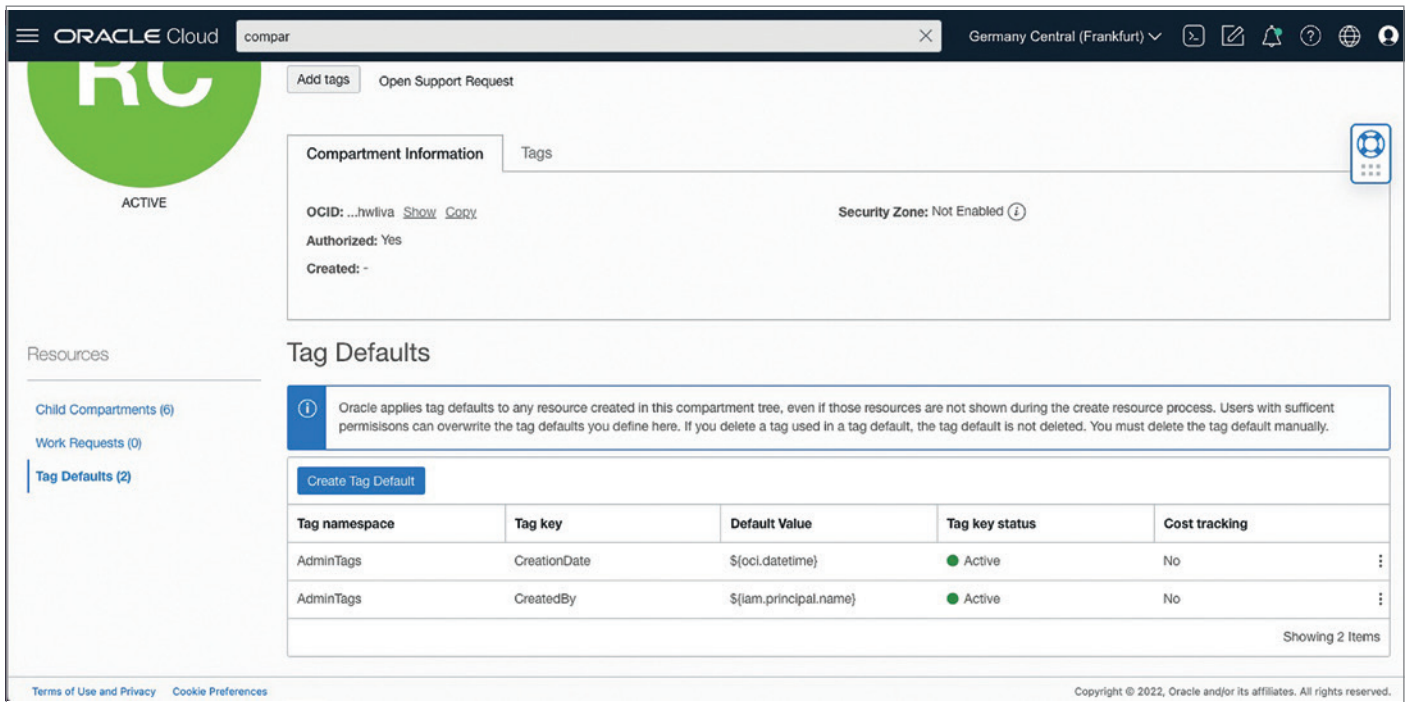 ORACLE Cloud
compar
Germany Central (Frankfurt)
RC
ACTIVE
Add tags Open Support Request
Compartment Information Tags
OCID: ...hwliva Show Copy
Security Zone: Not Enabled
Authorized: Yes
Created: -
Resources
Child Compartments (6)
Work Requests (0)
Tag Defaults (2)
Tag Defaults
Oracle applies tag defaults to any resource created in this compartment tree, even if those resources are not shown during the create resource process. Users with sufficent
permisisons can overwrite the tag defaults you define here. If you delete a tag used in a tag default, the tag default is not deleted. You must delete the tag default manually.
Create Tag Default
Tag namespace Tag key Default Value Tag key status Cost tracking
AdminTags CreationDate ${oci.datetime} Active No
AdminTags CreatedBy ${iam.principal.name} Active No
Showing 2 Items
Terms of Use and Privacy Cookie Preferences
Copyright © 2022, Oracle and/or its affiliates. All rights reserved.